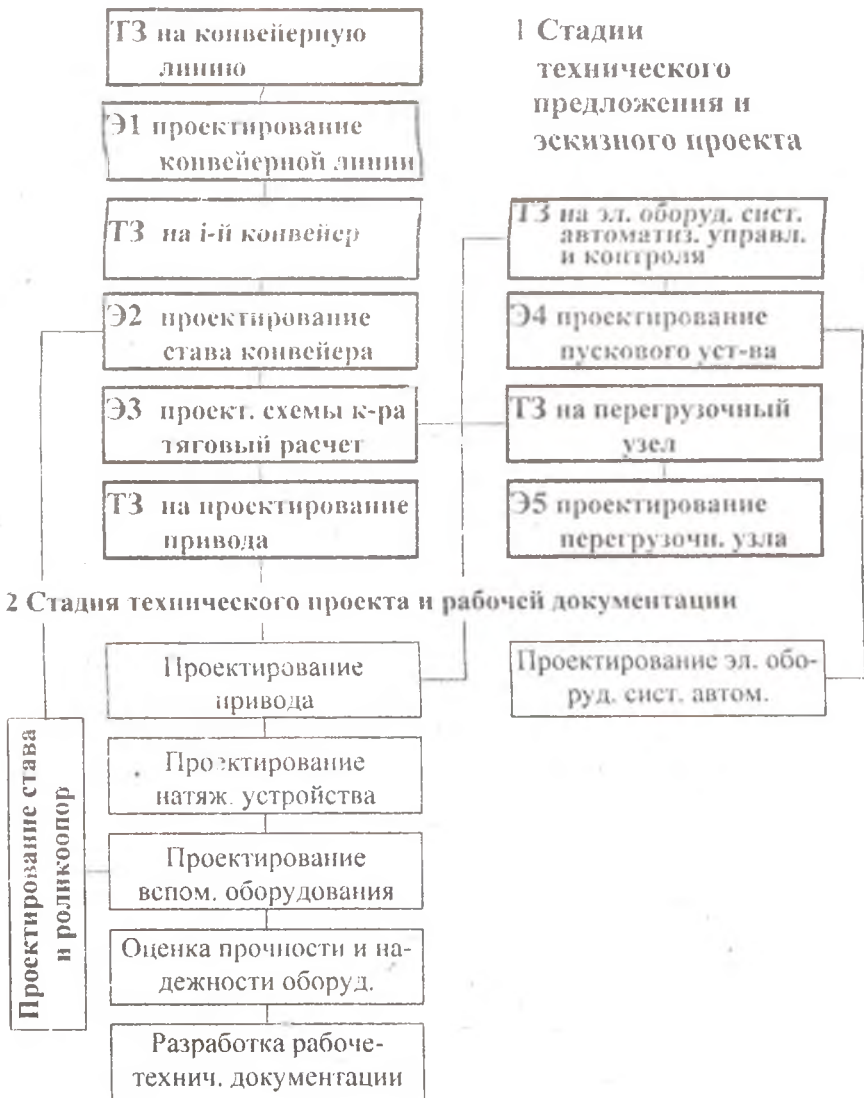 ТЗ на конвейерную
линию
1 Стадии
технического
предложения и
эскизного проекта
Э1 проектирование
конвейерной линии
ТЗ на i-й конвейер
ТЗ на эл. оборуд. сист.
автоматиз. управл.
и контроля
Э2 проектирование
става конвейера
Э4 проектирование
пускового уст-ва
Э3 проект. схемы к-ра
тяговый расчет
ТЗ на перегрузочный
узел
ТЗ на проектирование
привода
Э5 проектирование
перегрузочн. узла
2 Стадия технического проекта и рабочей документации
Проектирование
привода
Проектирование эл. обо-
руд. сист. автом.
Проектирование става
и роликоопор
Проектирование
натяж. устройства
Проектирование
вспом. оборудования
Оценка прочности и на-
дежности оборуд.
Разработка рабоче-
технич. документации